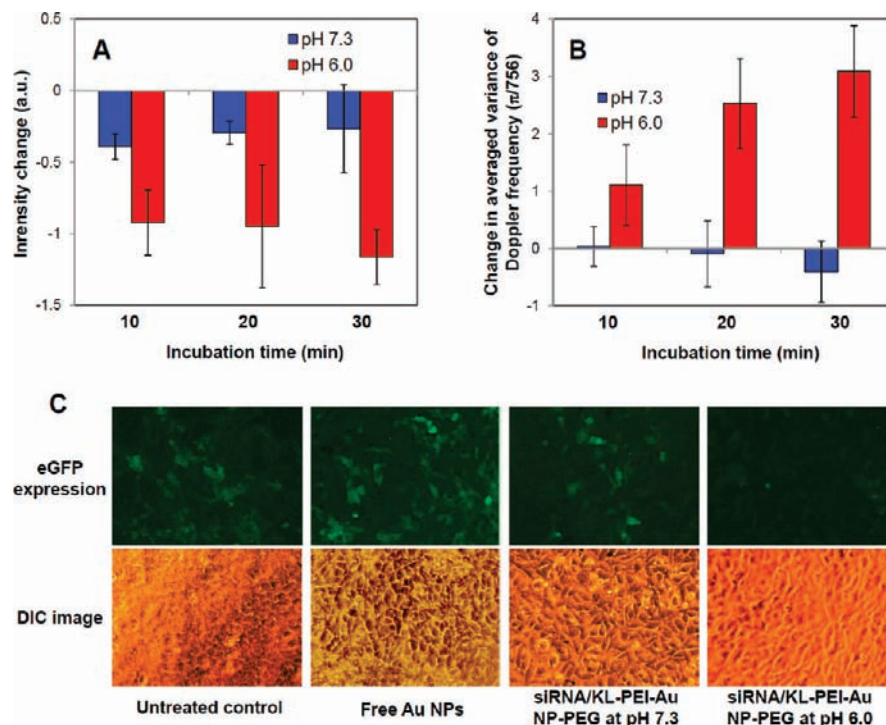 A
pH 7.3
pH 6.0
0.5
0
-0.5
-1
-1.5
Inrensity change (a.u.)
10 20 30
Incubation time (min)
B
pH 7.3
pH 6.0
4
3
2
1
0
-1
Change in averaged variance of
Doppler frequency (π/756)
10 20 30
Incubation time (min)
C
eGFP
expression
DIC image
Untreated control
Free Au NPs
siRNA/KL-PEI-Au
NP-PEG at pH 7.3
siRNA/KL-PEI-Au
NP-PEG at pH 6.0